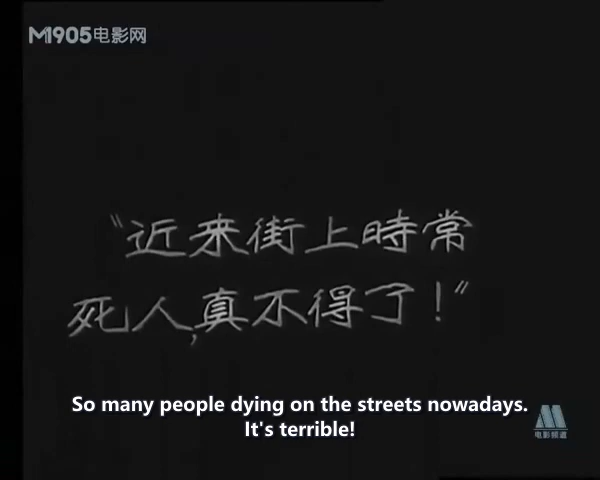 M1905电影网
“近来街上時常
死人,真不得了!”
So many people dying on the streets nowadays.
It's terrible!
M
电影频道